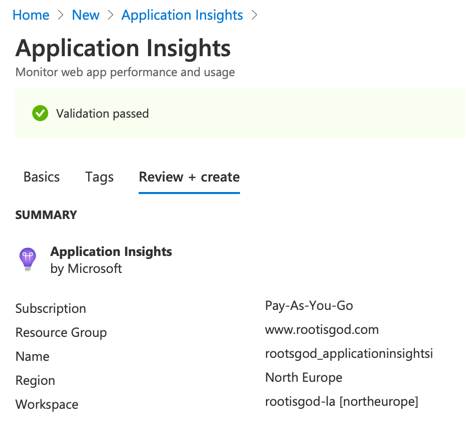 Home > New > Application Insights >
Application Insights
Monitor web app performance and usage
Validation passed
Basics Tags Review + create
SUMMARY
Application Insights
by Microsoft
Subscription Pay-As-You-Go
Resource Group www.rootisgod.com
Name rootsgod_applicationinsightsi
Region North Europe
Workspace rootisgod-la [northeurope]